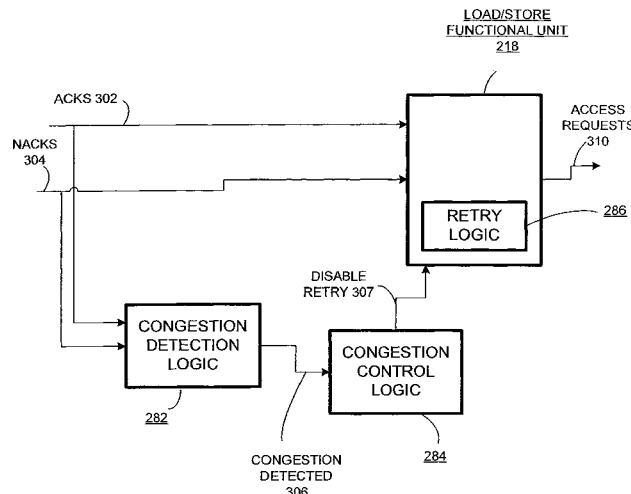 LOAD/STORE
FUNCTIONAL UNIT
218
ACKS 302
ACCESS
REQUESTS
310
NACKS
304
RETRY
LOGIC
286
DISABLE
RETRY 307
CONGESTION
DETECTION
LOGIC
CONGESTION
CONTROL
LOGIC
282
284
CONGESTION
DETECTED
306